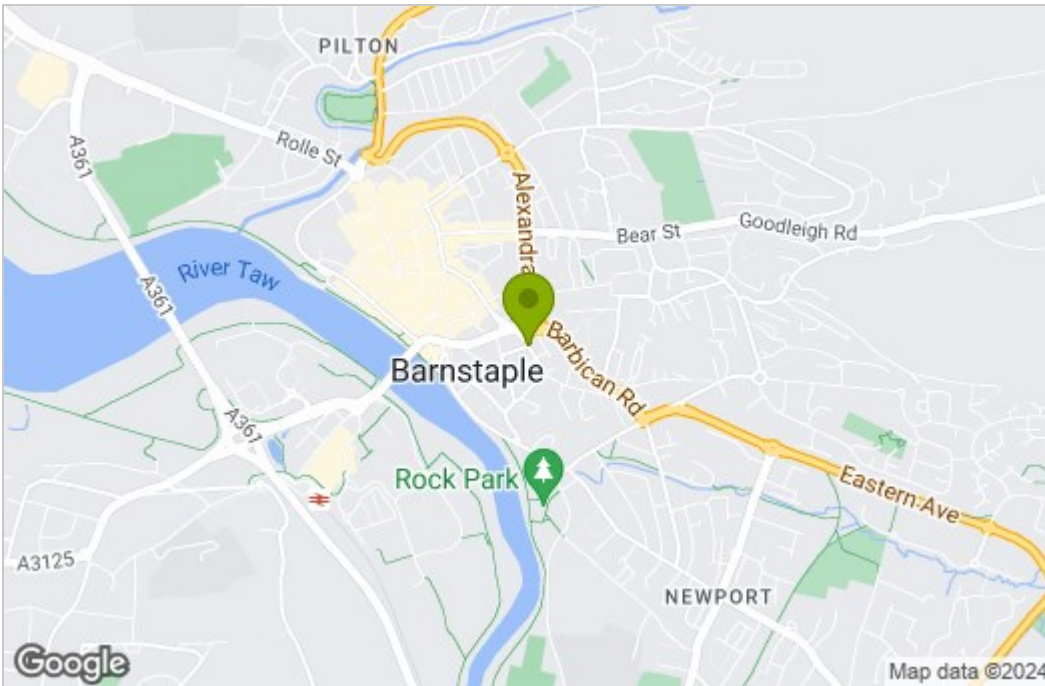 PILTON
Rolle St
A361
Alexandra
Bear St
Goodleigh Rd
River Taw
A361
Barbican Rd
Barnstaple
A361
Rock Park
Eastern Ave
A3125
NEWPORT
Google
Map data ©2024